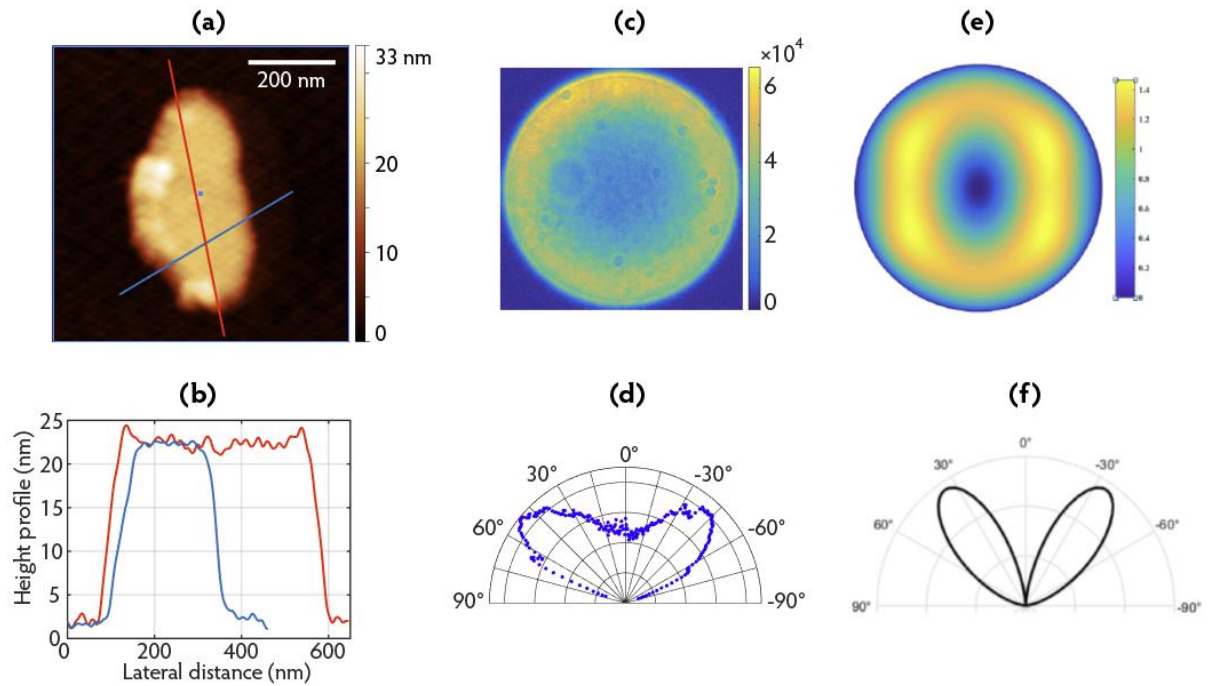 (a)
33 nm
200 nm
20
10
0
(c)
×10⁴
6
4
2
0
(e)
1.4
1.2
1
0.8
0.6
0.4
0.2
0
(b)
25
20
15
10
5
0
Height profile (nm)
0 200 400 600
Lateral distance (nm)
(d)
0°
30° -30°
60° -60°
90° -90°
(f)
0°
30° -30°
60° -60°
90° -90°